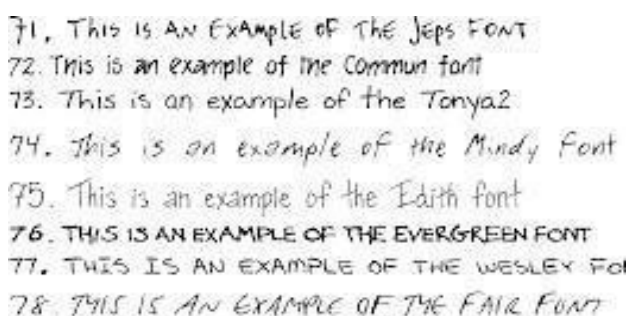 71. This is AN ExAmple of The Jeps FONT
72. This is an example of the Commun font
73. This is an example of the Tonya2
74. This is an example of the Mindy Font
75. This is an example of the Edith font
76. THIS IS AN EXAMPLE OF THE EVERGREEN FONT
77. THIS IS AN EXAMPLE OF THE WESLEY FO
78. THIS IS AN EXAMPLE OF THE FAIR FONT